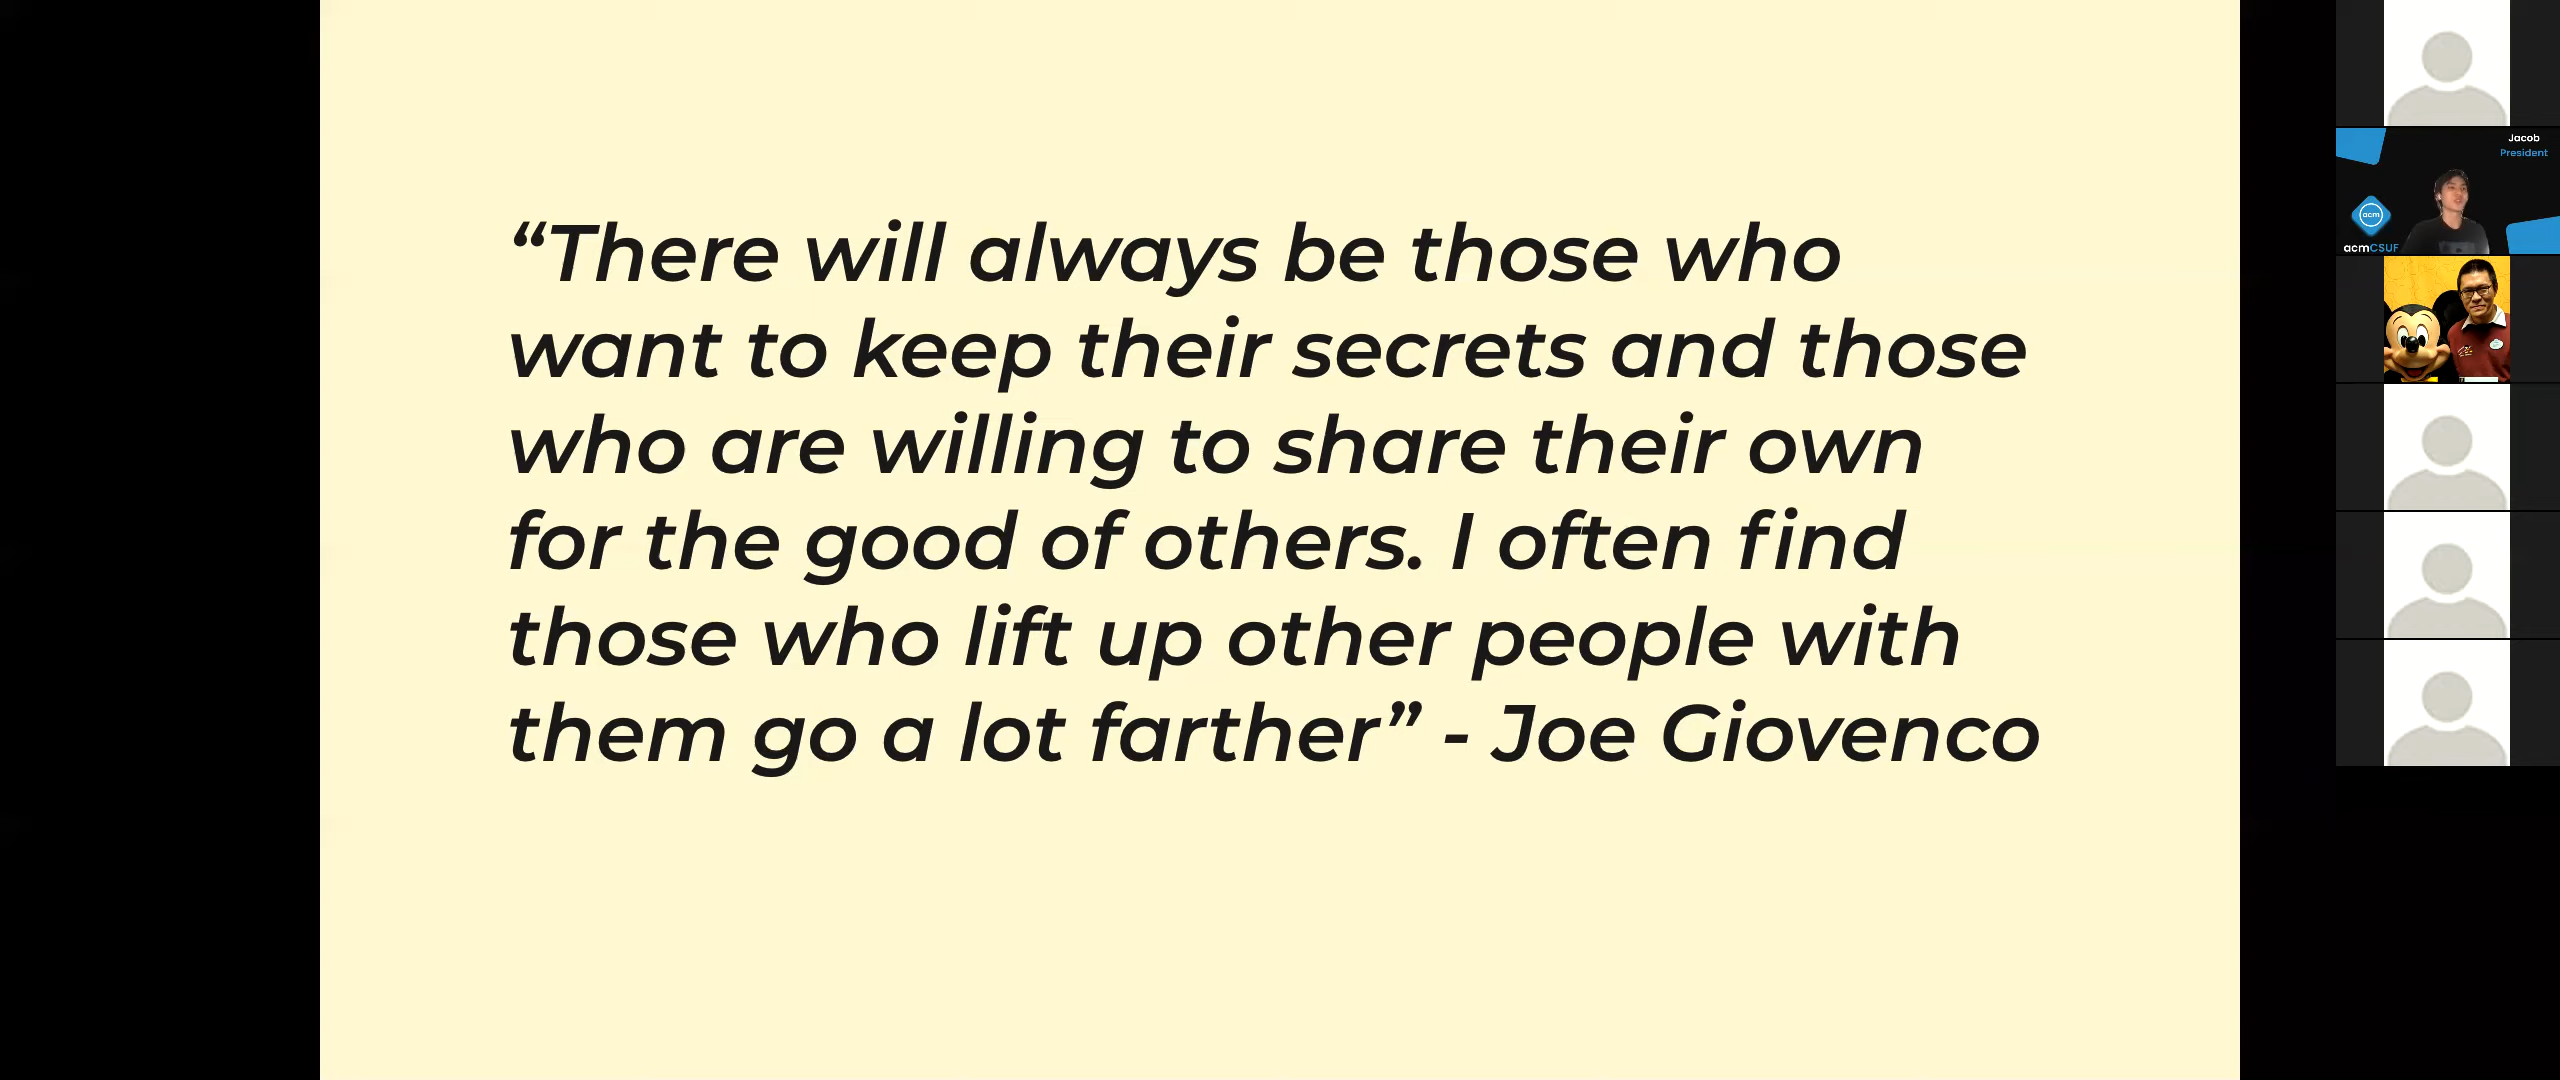 “There will always be those who
want to keep their secrets and those
who are willing to share their own
for the good of others. I often find
those who lift up other people with
them go a lot farther” - Joe Giovenco
Jacob
President
acm
acmCSUF